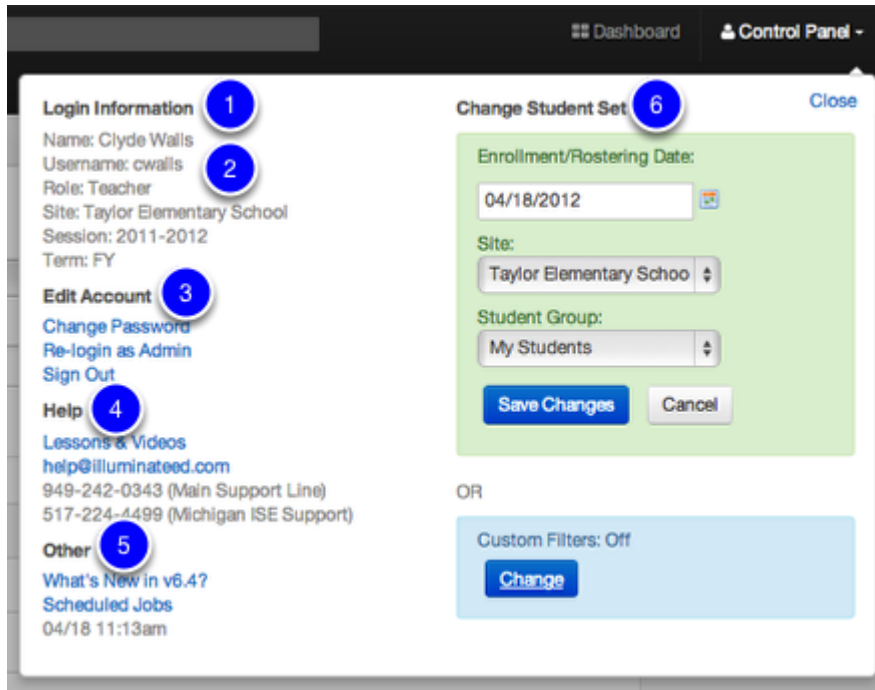 Dashboard
Control Panel
Close
Login Information 1
Name: Clyde Walls
Username: cwalls 2
Role: Teacher
Site: Taylor Elementary School
Session: 2011-2012
Term: FY
Edit Account 3
Change Password
Re-login as Admin
Sign Out
Help 4
Lessons & Videos
help@illuminateed.com
949-242-0343 (Main Support Line)
517-224-4499 (Michigan ISE Support)
Other 5
What's New in v6.4?
Scheduled Jobs
04/18 11:13am
Change Student Set 6
Enrollment/Rostering Date:
04/18/2012
Site:
Taylor Elementary Schoo
Student Group:
My Students
Save Changes
Cancel
OR
Custom Filters: Off
Change